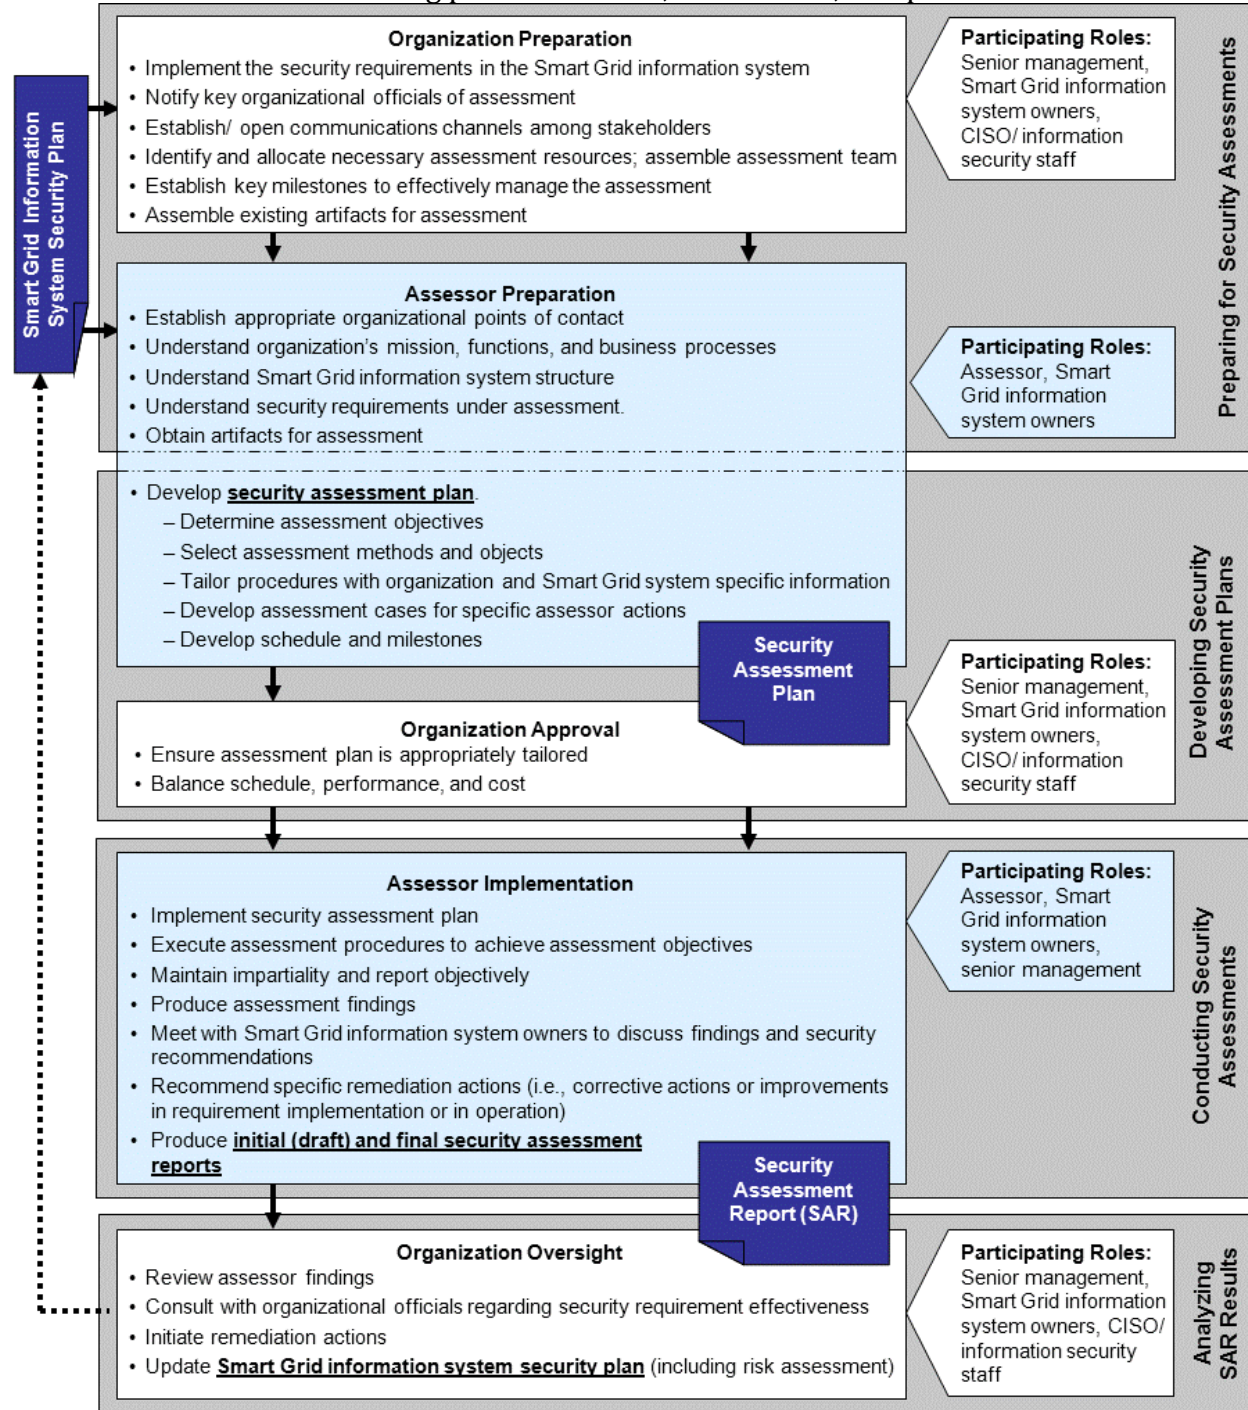 Organization Preparation
• Implement the security requirements in the Smart Grid information system
• Notify key organizational officials of assessment
• Establish/ open communications channels among stakeholders
• Identify and allocate necessary assessment resources; assemble assessment team
• Establish key milestones to effectively manage the assessment
• Assemble existing artifacts for assessment
Participating Roles:
Senior management,
Smart Grid information
system owners,
CISO/ information
security staff
Preparing for Security Assessments
Smart Grid Information
System Security Plan
Assessor Preparation
• Establish appropriate organizational points of contact
• Understand organization's mission, functions, and business processes
• Understand Smart Grid information system structure
• Understand security requirements under assessment.
• Obtain artifacts for assessment
Participating Roles:
Assessor, Smart
Grid information
system owners
• Develop security assessment plan.
– Determine assessment objectives
– Select assessment methods and objects
– Tailor procedures with organization and Smart Grid system specific information
– Develop assessment cases for specific assessor actions
– Develop schedule and milestones
Security
Assessment
Plan
Developing Security
Assessment Plans
Organization Approval
• Ensure assessment plan is appropriately tailored
• Balance schedule, performance, and cost
Participating Roles:
Senior management,
Smart Grid information
system owners,
CISO/ information
security staff
Assessor Implementation
• Implement security assessment plan
• Execute assessment procedures to achieve assessment objectives
• Maintain impartiality and report objectively
• Produce assessment findings
• Meet with Smart Grid information system owners to discuss findings and security
recommendations
• Recommend specific remediation actions (i.e., corrective actions or improvements
in requirement implementation or in operation)
• Produce initial (draft) and final security assessment
reports
Participating Roles:
Assessor, Smart
Grid information
system owners,
senior management
Conducting Security
Assessments
Security
Assessment
Report (SAR)
Organization Oversight
• Review assessor findings
• Consult with organizational officials regarding security requirement effectiveness
• Initiate remediation actions
• Update Smart Grid information system security plan (including risk assessment)
Participating Roles:
Senior management,
Smart Grid information
system owners, CISO/
information security
staff
Analyzing
SAR Results